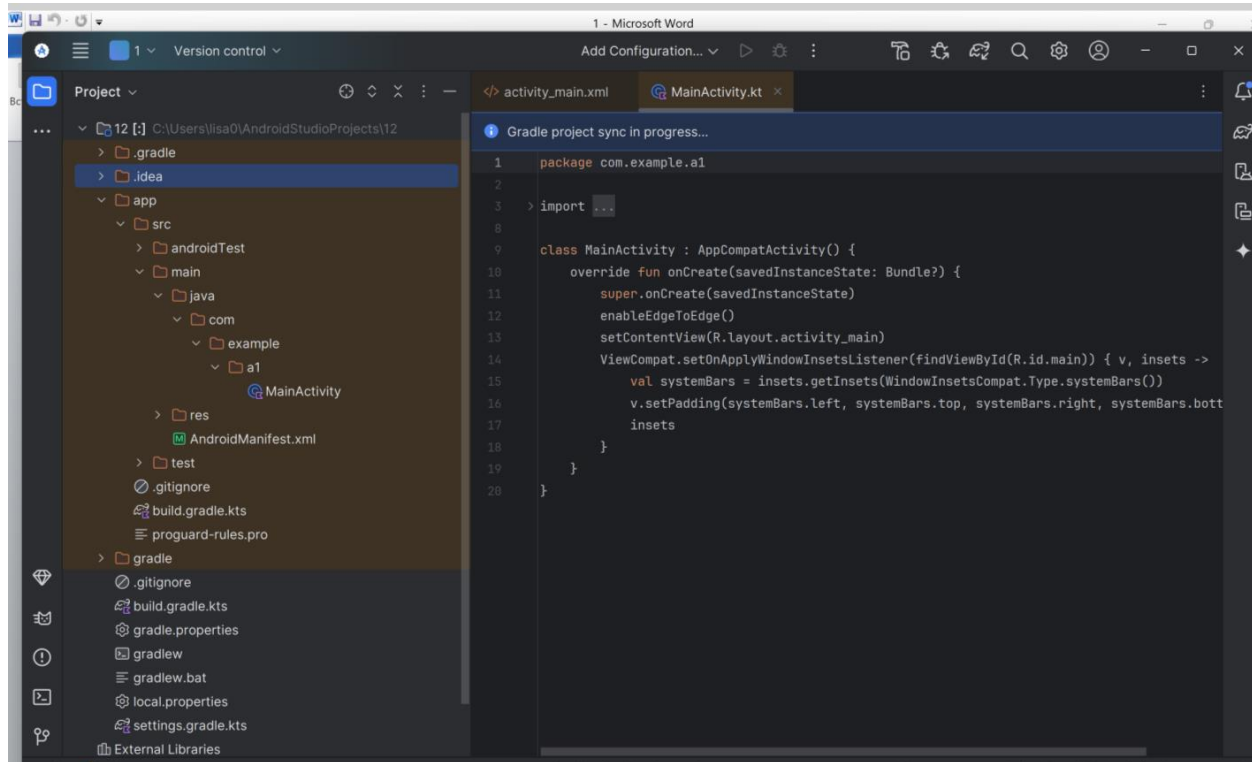 1 - Microsoft Word
1
Version control
Add Configuration...
Project
activity_main.xml
MainActivity.kt
12 [:] C:\Users\lisa0\AndroidStudioProjects\12
.gradle
.idea
app
src
androidTest
main
java
com
example
a1
MainActivity
res
AndroidManifest.xml
test
.gitignore
build.gradle.kts
proguard-rules.pro
gradle
.gitignore
build.gradle.kts
gradle.properties
gradlew
gradlew.bat
local.properties
settings.gradle.kts
External Libraries
Gradle project sync in progress...
1 package com.example.a1
2
3 import ...
8
9 class MainActivity : AppCompatActivity() {
10 override fun onCreate(savedInstanceState: Bundle?) {
11 super.onCreate(savedInstanceState)
12 enableEdgeToEdge()
13 setContentView(R.layout.activity_main)
14 ViewCompat.setOnApplyWindowInsetsListener(findViewById(R.id.main)) { v, insets ->
15 val systemBars = insets.getInsets(WindowInsetsCompat.Type.systemBars())
16 v.setPadding(systemBars.left, systemBars.top, systemBars.right, systemBars.bott
17 insets
18 }
19 }
20 }